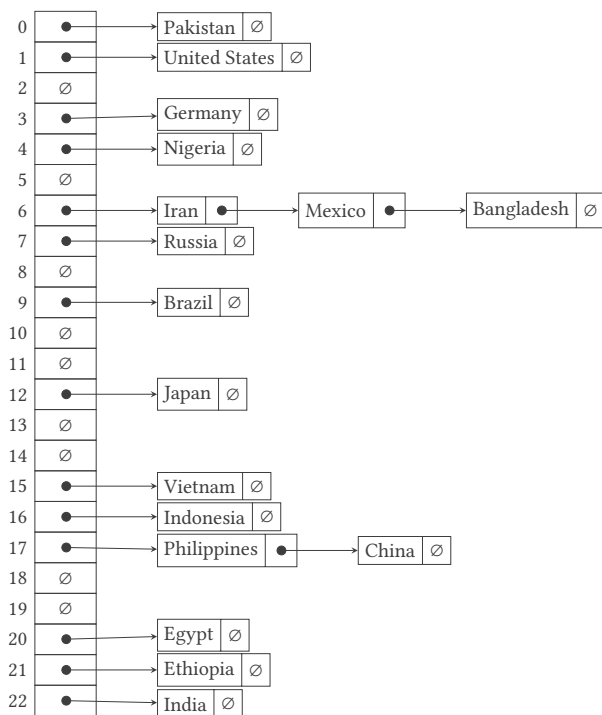 0 Pakistan ∅
1 United States ∅
2 ∅
3 Germany ∅
4 Nigeria ∅
5 ∅
6 Iran Mexico Bangladesh ∅
7 Russia ∅
8 ∅
9 Brazil ∅
10 ∅
11 ∅
12 Japan ∅
13 ∅
14 ∅
15 Vietnam ∅
16 Indonesia ∅
17 Philippines China ∅
18 ∅
19 ∅
20 Egypt ∅
21 Ethiopia ∅
22 India ∅